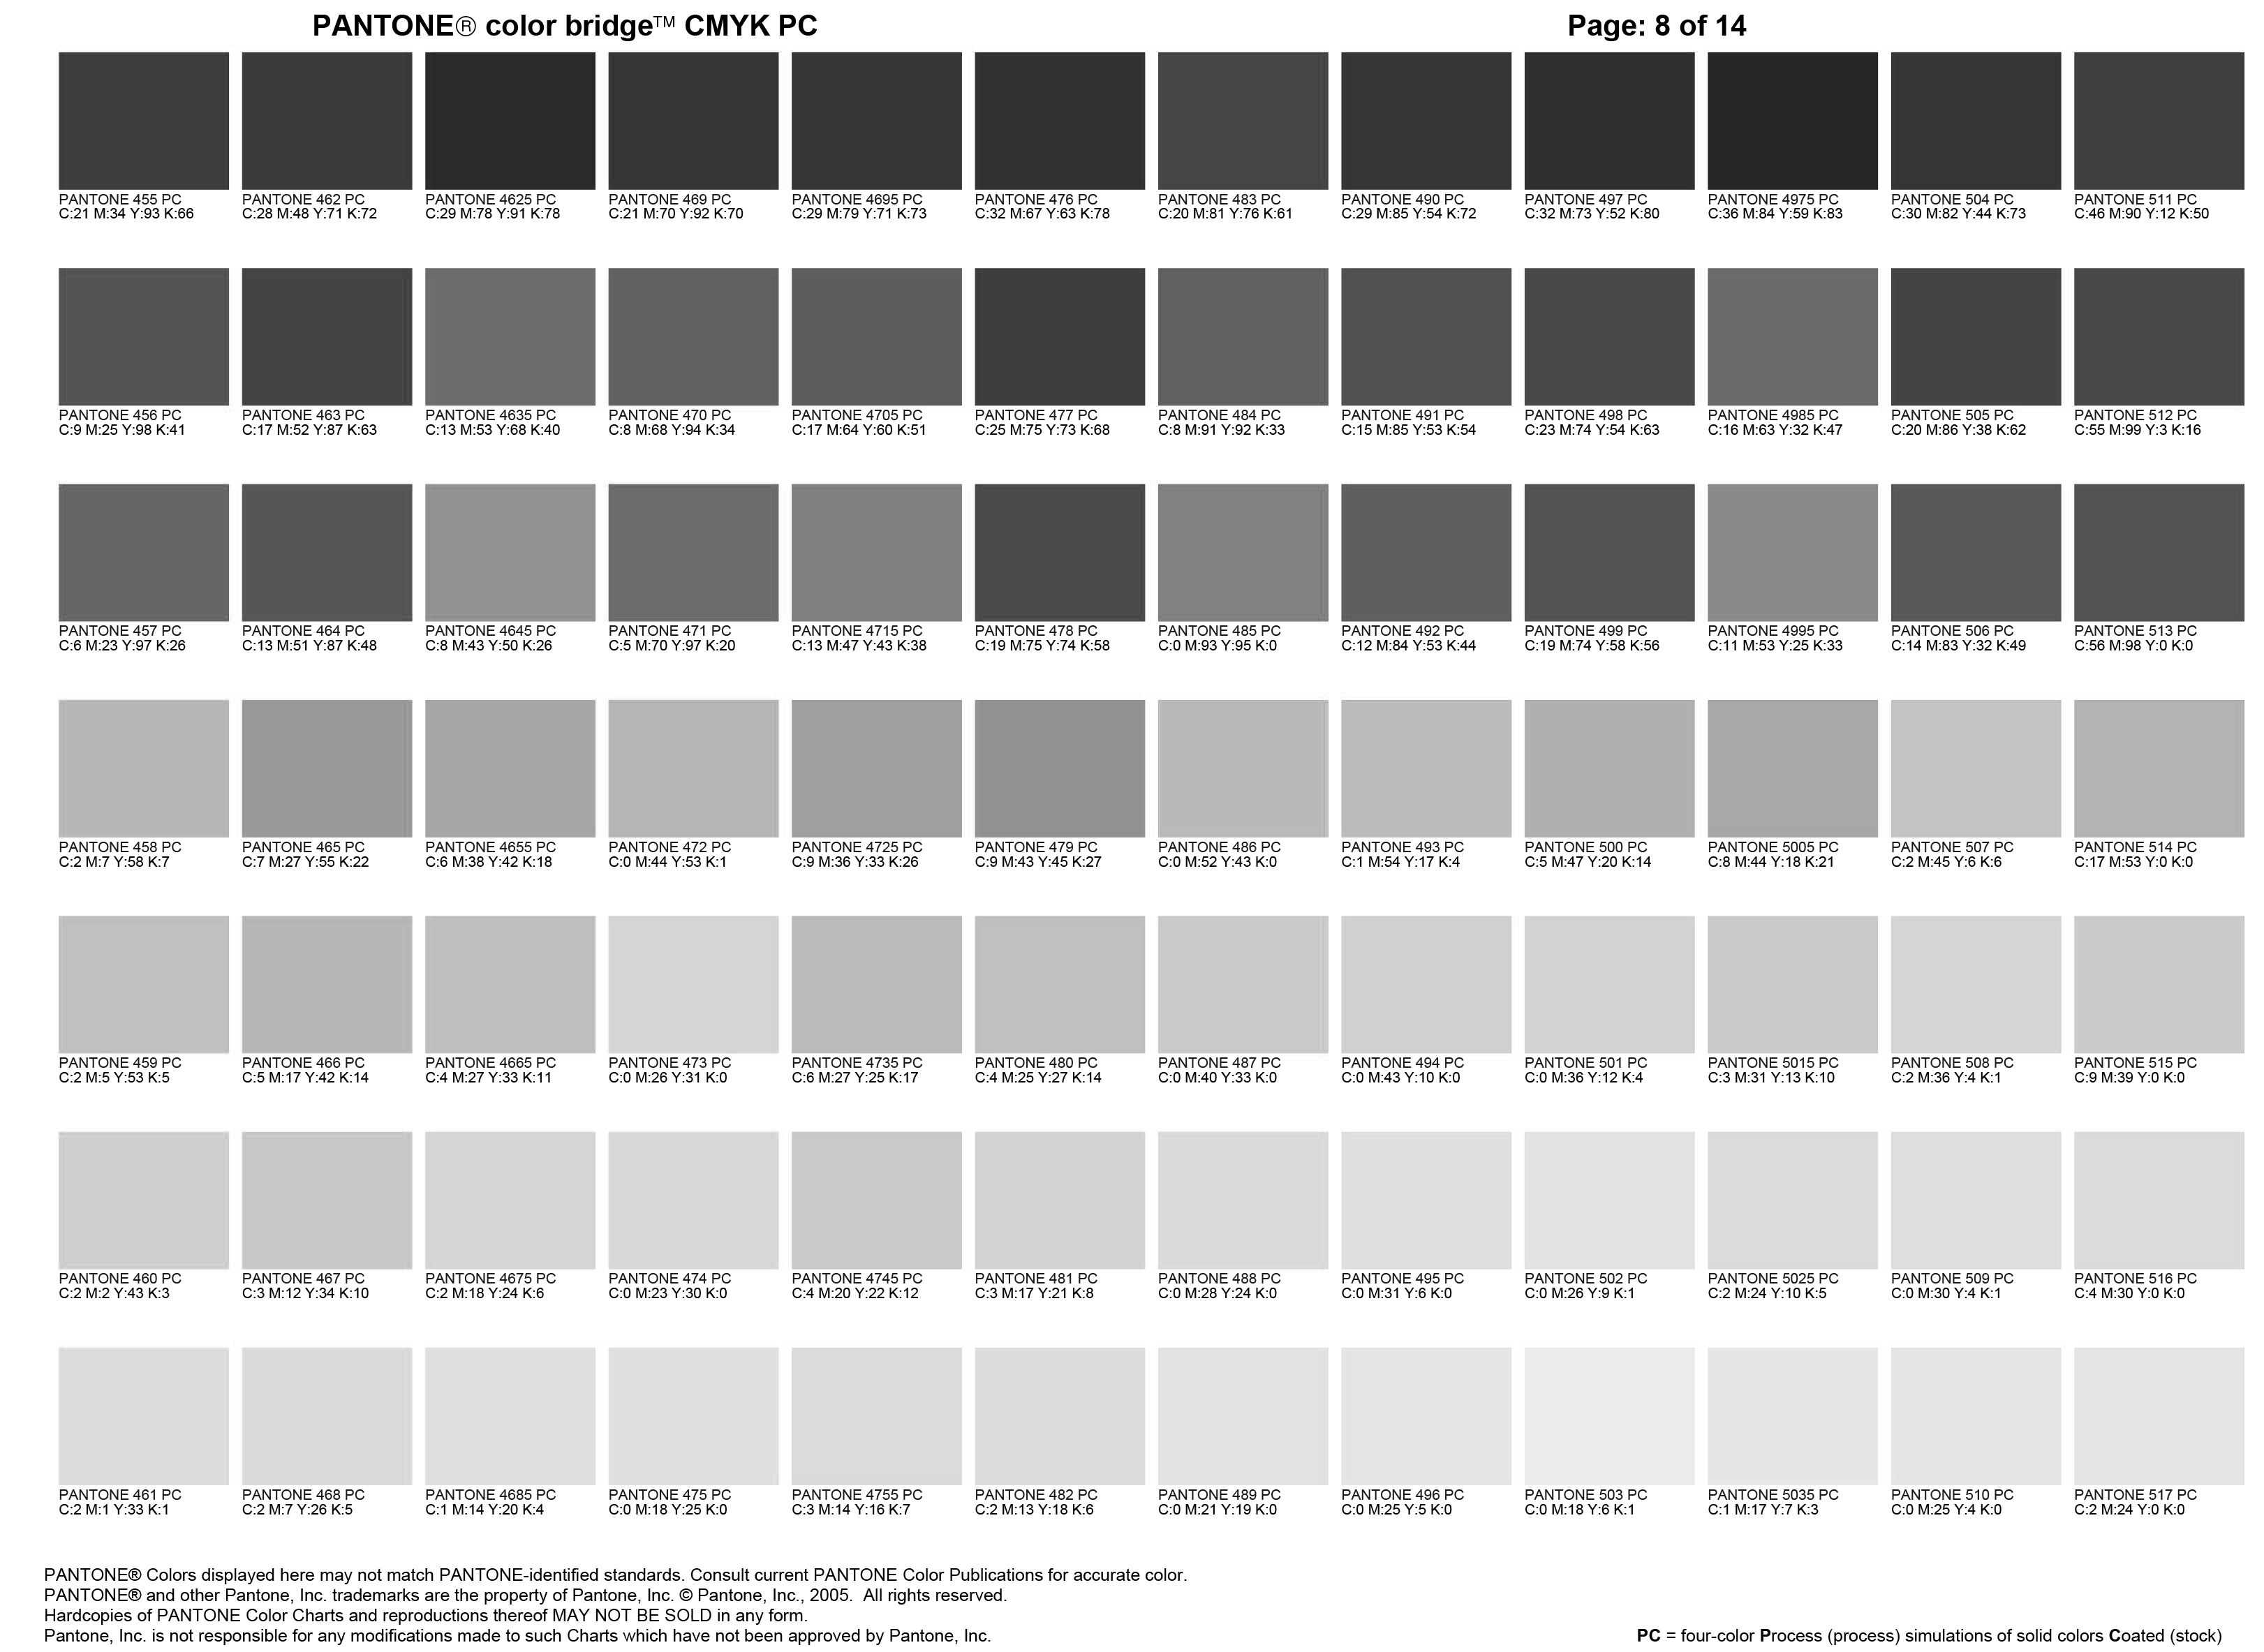 PANTONE® color bridge™ CMYK PC Page: 8 of 14
PANTONE 455 PC PANTONE 462 PC PANTONE 4625 PC PANTONE 469 PC PANTONE 4695 PC PANTONE 476 PC PANTONE 483 PC PANTONE 490 PC PANTONE 497 PC PANTONE 4975 PC PANTONE 504 PC PANTONE 511 PC
C:21 M:34 Y:93 K:66 C:28 M:48 Y:71 K:72 C:29 M:78 Y:91 K:78 C:21 M:70 Y:92 K:70 C:29 M:79 Y:71 K:73 C:32 M:67 Y:63 K:78 C:20 M:81 Y:76 K:61 C:29 M:85 Y:54 K:72 C:32 M:73 Y:52 K:80 C:36 M:84 Y:59 K:83 C:30 M:82 Y:44 K:73 C:46 M:90 Y:12 K:50
PANTONE 456 PC PANTONE 463 PC PANTONE 4635 PC PANTONE 470 PC PANTONE 4705 PC PANTONE 477 PC PANTONE 484 PC PANTONE 491 PC PANTONE 498 PC PANTONE 4985 PC PANTONE 505 PC PANTONE 512 PC
C:9 M:25 Y:98 K:41 C:17 M:52 Y:87 K:63 C:13 M:53 Y:68 K:40 C:8 M:68 Y:94 K:34 C:17 M:64 Y:60 K:51 C:25 M:75 Y:73 K:68 C:8 M:91 Y:92 K:33 C:15 M:85 Y:53 K:54 C:23 M:74 Y:54 K:63 C:16 M:63 Y:32 K:47 C:20 M:86 Y:38 K:62 C:55 M:99 Y:3 K:16
PANTONE 457 PC PANTONE 464 PC PANTONE 4645 PC PANTONE 471 PC PANTONE 4715 PC PANTONE 478 PC PANTONE 485 PC PANTONE 492 PC PANTONE 499 PC PANTONE 4995 PC PANTONE 506 PC PANTONE 513 PC
C:6 M:23 Y:97 K:26 C:13 M:51 Y:87 K:48 C:8 M:43 Y:50 K:26 C:5 M:70 Y:97 K:20 C:13 M:47 Y:43 K:38 C:19 M:75 Y:74 K:58 C:0 M:93 Y:95 K:0 C:12 M:84 Y:53 K:44 C:19 M:74 Y:58 K:56 C:11 M:53 Y:25 K:33 C:14 M:83 Y:32 K:49 C:56 M:98 Y:0 K:0
PANTONE 458 PC PANTONE 465 PC PANTONE 4655 PC PANTONE 472 PC PANTONE 4725 PC PANTONE 479 PC PANTONE 486 PC PANTONE 493 PC PANTONE 500 PC PANTONE 5005 PC PANTONE 507 PC PANTONE 514 PC
C:2 M:7 Y:58 K:7 C:7 M:27 Y:55 K:22 C:6 M:38 Y:42 K:18 C:0 M:44 Y:53 K:1 C:9 M:36 Y:33 K:26 C:9 M:43 Y:45 K:27 C:0 M:52 Y:43 K:0 C:1 M:54 Y:17 K:4 C:5 M:47 Y:20 K:14 C:8 M:44 Y:18 K:21 C:2 M:45 Y:6 K:6 C:17 M:53 Y:0 K:0
PANTONE 459 PC PANTONE 466 PC PANTONE 4665 PC PANTONE 473 PC PANTONE 4735 PC PANTONE 480 PC PANTONE 487 PC PANTONE 494 PC PANTONE 501 PC PANTONE 5015 PC PANTONE 508 PC PANTONE 515 PC
C:2 M:5 Y:53 K:5 C:5 M:17 Y:42 K:14 C:4 M:27 Y:33 K:11 C:0 M:26 Y:31 K:0 C:6 M:27 Y:25 K:17 C:4 M:25 Y:27 K:14 C:0 M:40 Y:33 K:0 C:0 M:43 Y:10 K:0 C:0 M:36 Y:12 K:4 C:3 M:31 Y:13 K:10 C:2 M:36 Y:4 K:1 C:9 M:39 Y:0 K:0
PANTONE 460 PC PANTONE 467 PC PANTONE 4675 PC PANTONE 474 PC PANTONE 4745 PC PANTONE 481 PC PANTONE 488 PC PANTONE 495 PC PANTONE 502 PC PANTONE 5025 PC PANTONE 509 PC PANTONE 516 PC
C:2 M:2 Y:43 K:3 C:3 M:12 Y:34 K:10 C:2 M:18 Y:24 K:6 C:0 M:23 Y:30 K:0 C:4 M:20 Y:22 K:12 C:3 M:17 Y:21 K:8 C:0 M:28 Y:24 K:0 C:0 M:31 Y:6 K:0 C:0 M:26 Y:9 K:1 C:2 M:24 Y:10 K:5 C:0 M:30 Y:4 K:1 C:4 M:30 Y:0 K:0
PANTONE 461 PC PANTONE 468 PC PANTONE 4685 PC PANTONE 475 PC PANTONE 4755 PC PANTONE 482 PC PANTONE 489 PC PANTONE 496 PC PANTONE 503 PC PANTONE 5035 PC PANTONE 510 PC PANTONE 517 PC
C:2 M:1 Y:33 K:1 C:2 M:7 Y:26 K:5 C:1 M:14 Y:20 K:4 C:0 M:18 Y:25 K:0 C:3 M:14 Y:16 K:7 C:2 M:13 Y:18 K:6 C:0 M:21 Y:19 K:0 C:0 M:25 Y:5 K:0 C:0 M:18 Y:6 K:1 C:1 M:17 Y:7 K:3 C:0 M:25 Y:4 K:0 C:2 M:24 Y:0 K:0
PANTONE® Colors displayed here may not match PANTONE-identified standards. Consult current PANTONE Color Publications for accurate color.
PANTONE® and other Pantone, Inc. trademarks are the property of Pantone, Inc. © Pantone, Inc., 2005. All rights reserved.
Hardcopies of PANTONE Color Charts and reproductions thereof MAY NOT BE SOLD in any form.
Pantone, Inc. is not responsible for any modifications made to such Charts which have not been approved by Pantone, Inc.
PC = four-color Process (process) simulations of solid colors Coated (stock)